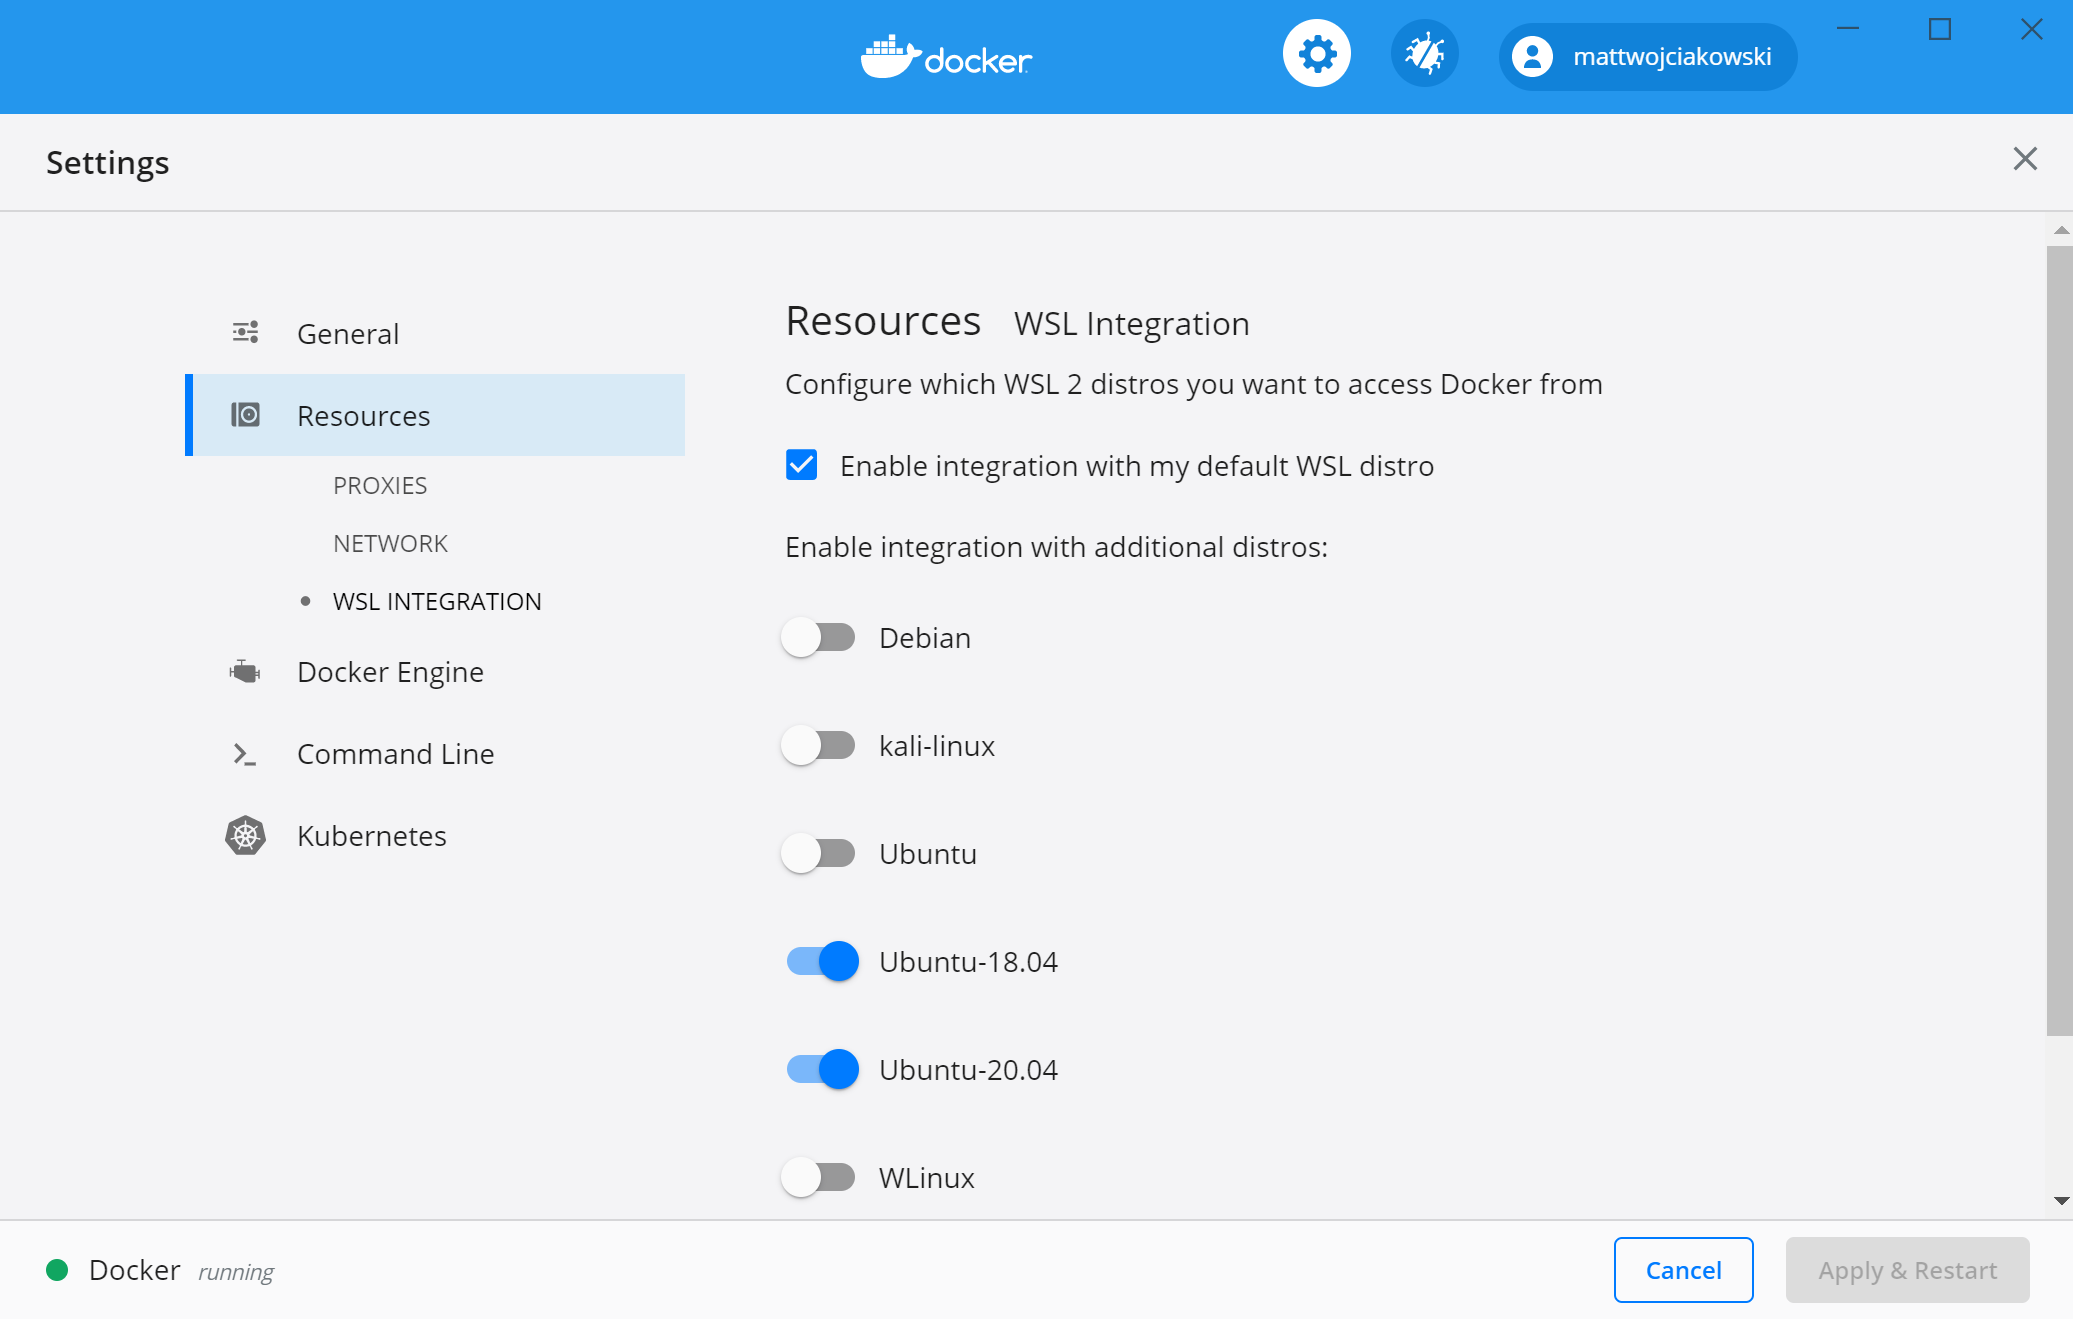 docker
mattwojciakowski
Settings
General
Resources
PROXIES
NETWORK
WSL INTEGRATION
Docker Engine
Command Line
Kubernetes
Resources WSL Integration
Configure which WSL 2 distros you want to access Docker from
Enable integration with my default WSL distro
Enable integration with additional distros:
Debian
kali-linux
Ubuntu
Ubuntu-18.04
Ubuntu-20.04
WLinux
Docker running
Cancel
Apply & Restart